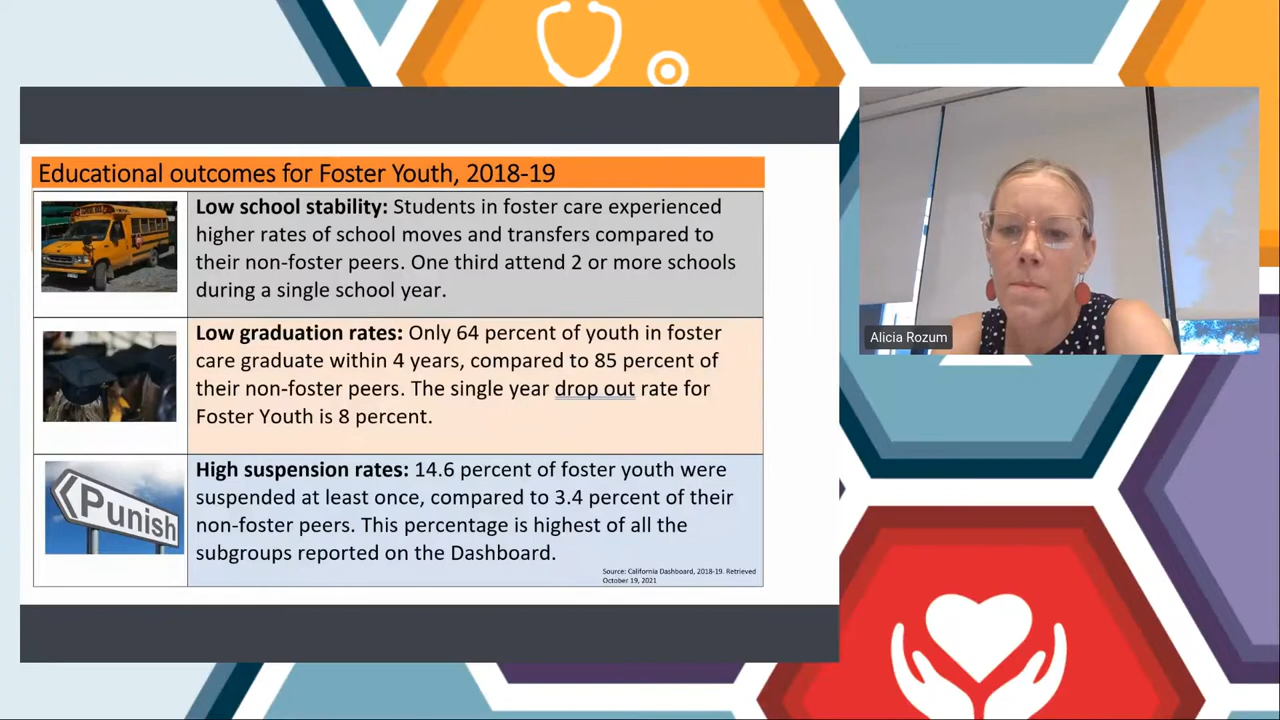 Educational outcomes for Foster Youth, 2018-19
Low school stability: Students in foster care experienced
higher rates of school moves and transfers compared to
their non-foster peers. One third attend 2 or more schools
during a single school year.
Low graduation rates: Only 64 percent of youth in foster
care graduate within 4 years, compared to 85 percent of
their non-foster peers. The single year drop out rate for
Foster Youth is 8 percent.
Punish
High suspension rates: 14.6 percent of foster youth were
suspended at least once, compared to 3.4 percent of their
non-foster peers. This percentage is highest of all the
subgroups reported on the Dashboard.
Source: California Dashboard, 2018-19. Retrieved
October 19, 2021
Alicia Rozum